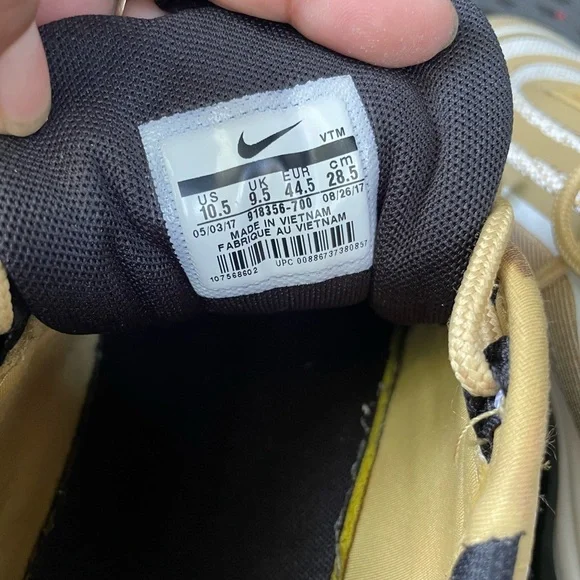 VTM
US UK EUR cm
10.5 9.5 44.5 28.5
05/03/17 918356-700 08/26/17
MADE IN VIETNAM
FABRIQUE AU VIETNAM
107568602 UPC 00886737380857